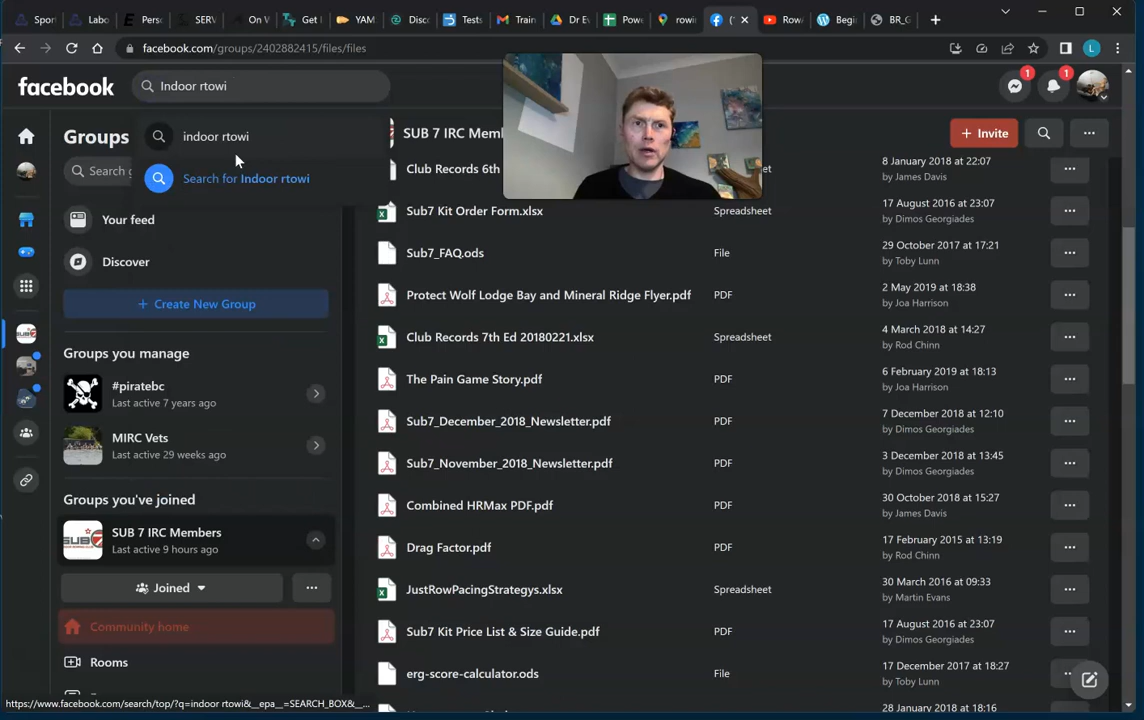 Spor
A
Perso
SERV
On W
Get I
YAM
Disco
Tests
Train
Dr Ev
Powe
rowin
(
Row
Begi
BR_G
facebook.com/groups/2402882415/files/files
L
facebook
Indoor rtowi
1
1
indoor rtowi
Search for Indoor rtowi
Groups
Search g
Your feed
Discover
+ Create New Group
Groups you manage
#piratebc
Last active 7 years ago
MIRC Vets
Last active 29 weeks ago
Groups you've joined
SUB 7 IRC Members
Last active 9 hours ago
Joined
Community home
Rooms
SUB 7 IRC Mem
+ Invite
Club Records 6th
8 January 2018 at 22:07
by James Davis
Sub7 Kit Order Form.xlsx
Spreadsheet
17 August 2016 at 23:07
by Dimos Georgiades
Sub7_FAQ.ods
File
29 October 2017 at 17:21
by Toby Lunn
Protect Wolf Lodge Bay and Mineral Ridge Flyer.pdf
PDF
2 May 2019 at 18:38
by Joa Harrison
Club Records 7th Ed 20180221.xlsx
Spreadsheet
4 March 2018 at 14:27
by Rod Chinn
The Pain Game Story.pdf
PDF
6 February 2019 at 18:13
by Joa Harrison
Sub7_December_2018_Newsletter.pdf
PDF
7 December 2018 at 12:10
by Dimos Georgiades
Sub7_November_2018_Newsletter.pdf
PDF
3 December 2018 at 13:45
by Dimos Georgiades
Combined HRMax PDF.pdf
PDF
30 October 2018 at 15:27
by James Davis
Drag Factor.pdf
PDF
17 February 2015 at 13:19
by Rod Chinn
JustRowPacingStrategys.xlsx
Spreadsheet
30 March 2016 at 09:33
by Martin Evans
Sub7 Kit Price List & Size Guide.pdf
PDF
17 August 2016 at 23:07
by Dimos Georgiades
erg-score-calculator.ods
File
17 December 2017 at 18:27
by Toby Lunn
28 January 2018 at 18:16
https://www.facebook.com/search/top/?q=indoor rtowi&__epa__=SEARCH_BOX&__...